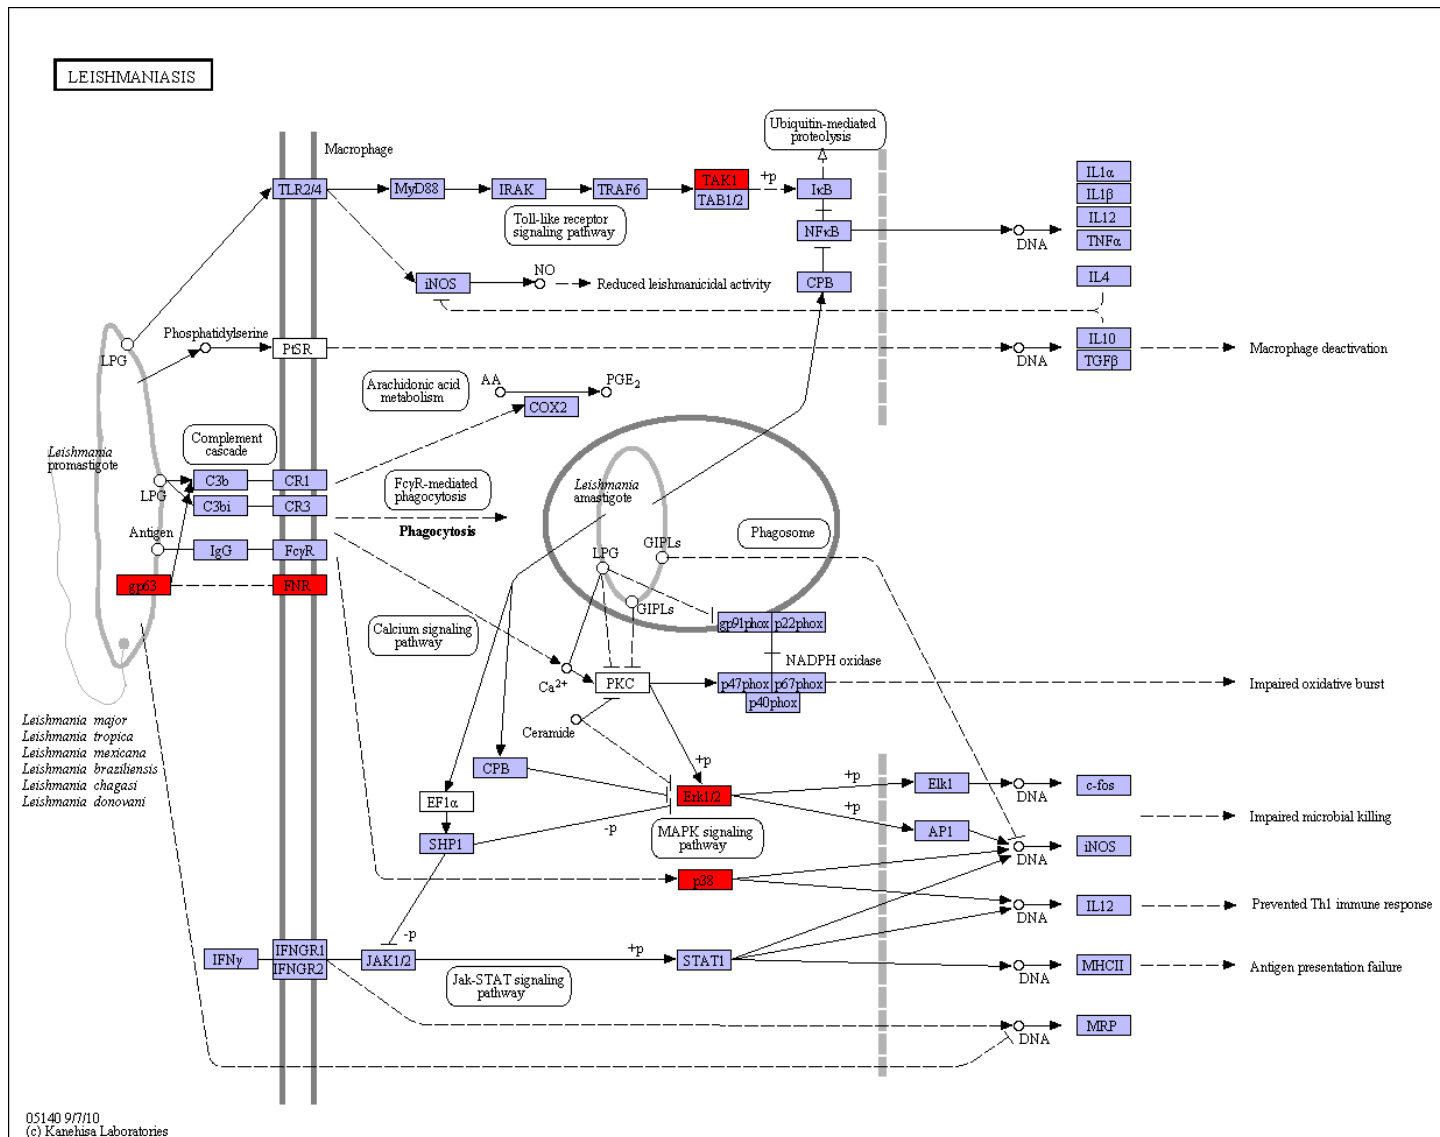 LEISHMANIASIS
Ubiquitin-mediated
proteolysis
Macrophage
TLR2/4
MyD88
IRAK
TRAF6
TAK1
TAB1/2
+p
IκB
IL1α
IL1β
IL12
TNFα
Toll-like receptor
signaling pathway
NFκB
DNA
iNOS
NO
Reduced leishmanicidal activity
CPB
IL4
LPG
Phosphatidylserine
PtSR
DNA
IL10
TGFβ
Macrophage deactivation
Arachidonic acid
metabolism
AA
PGE2
COX2
Complement
cascade
Leishmania
promastigote
LPG
C3b
CR1
C3bi
CR3
FcγR-mediated
phagocytosis
Phagocytosis
Leishmania
amastigote
Phagosome
Antigen
IgG
FcγR
gp63
FNR
LPG
GIPLs
GIPLs
gp91phox
p22phox
Calcium signaling
pathway
Ca2+
PKC
NADPH oxidase
p47phox
p67phox
p40phox
Impaired oxidative burst
Ceramide
Leishmania major
Leishmania tropica
Leishmania mexicana
Leishmania braziliensis
Leishmania chagasi
Leishmania donovani
CPB
+p
Erk1/2
+p
Elk1
DNA
c-fos
EF1α
SHP1
-p
MAPK signaling
pathway
+p
AP1
DNA
iNOS
Impaired microbial killing
p38
DNA
IL12
Prevented Th1 immune response
IFNγ
IFNGR1
IFNGR2
-p
JAK1/2
+p
STAT1
DNA
MHCII
Antigen presentation failure
Jak-STAT signaling
pathway
DNA
MRP
05140 9/7/10
(c) Kanehisa Laboratories